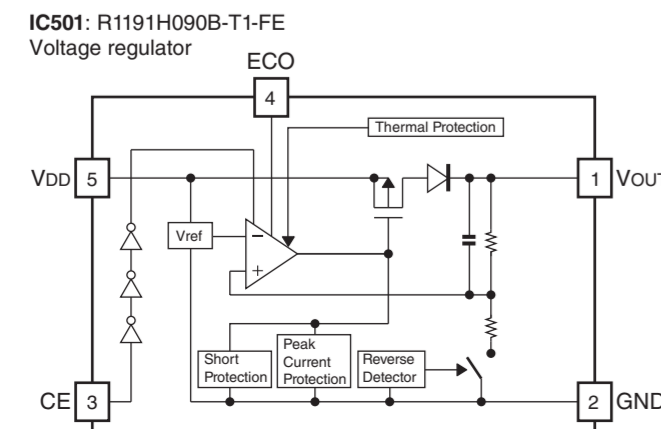 IC501: R1191H090B-T1-FE
Voltage regulator
ECO
4
Thermal Protection
VDD 5
1 VOUT
Vref
−
+
Short
Protection
Peak
Current
Protection
Reverse
Detector
CE 3
2 GND